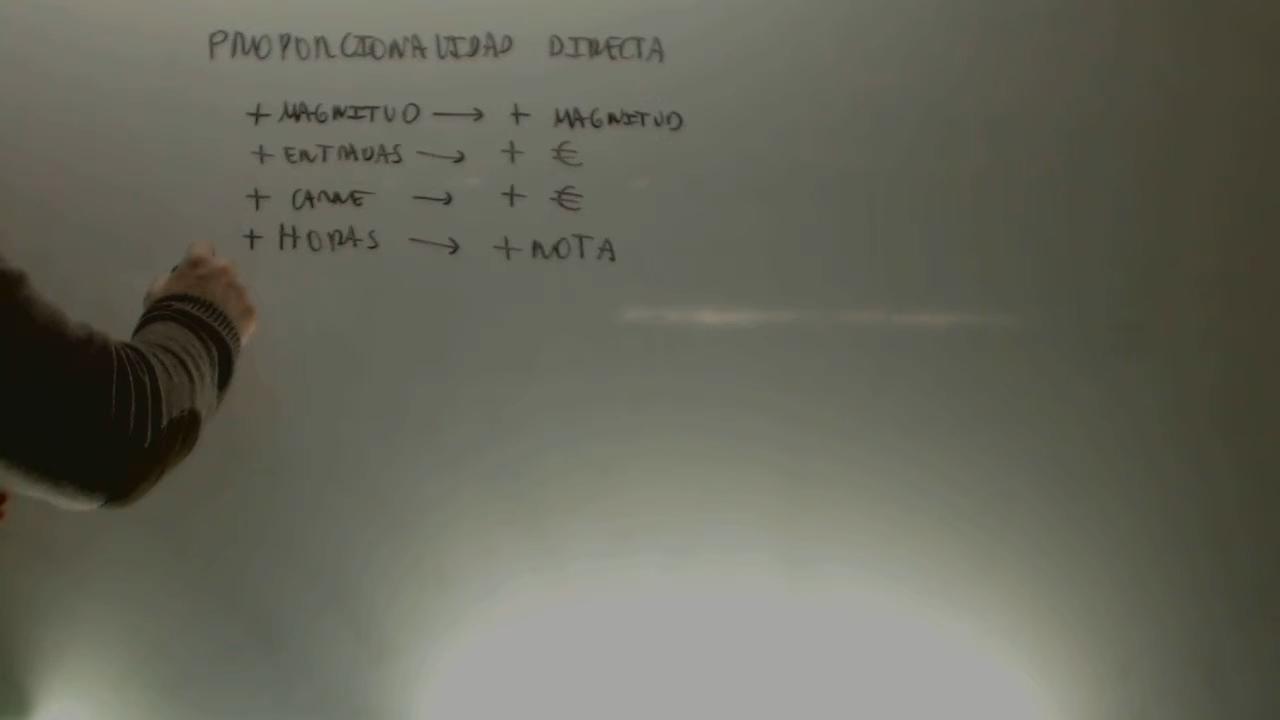 PROPORCIONALIDAD DIRECTA
+ MAGNITUD → + MAGNITUD
+ ENTRADAS → + €
+ CARNE → + €
+ HORAS → + NOTA